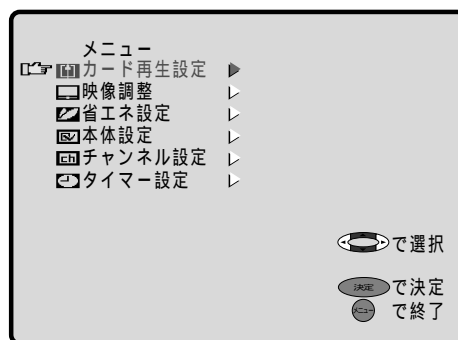 メニュー
カード再生設定
映像調整
省エネ設定
本体設定
ch チャンネル設定
タイマー設定
で選択
決定 で決定
メニュー で終了